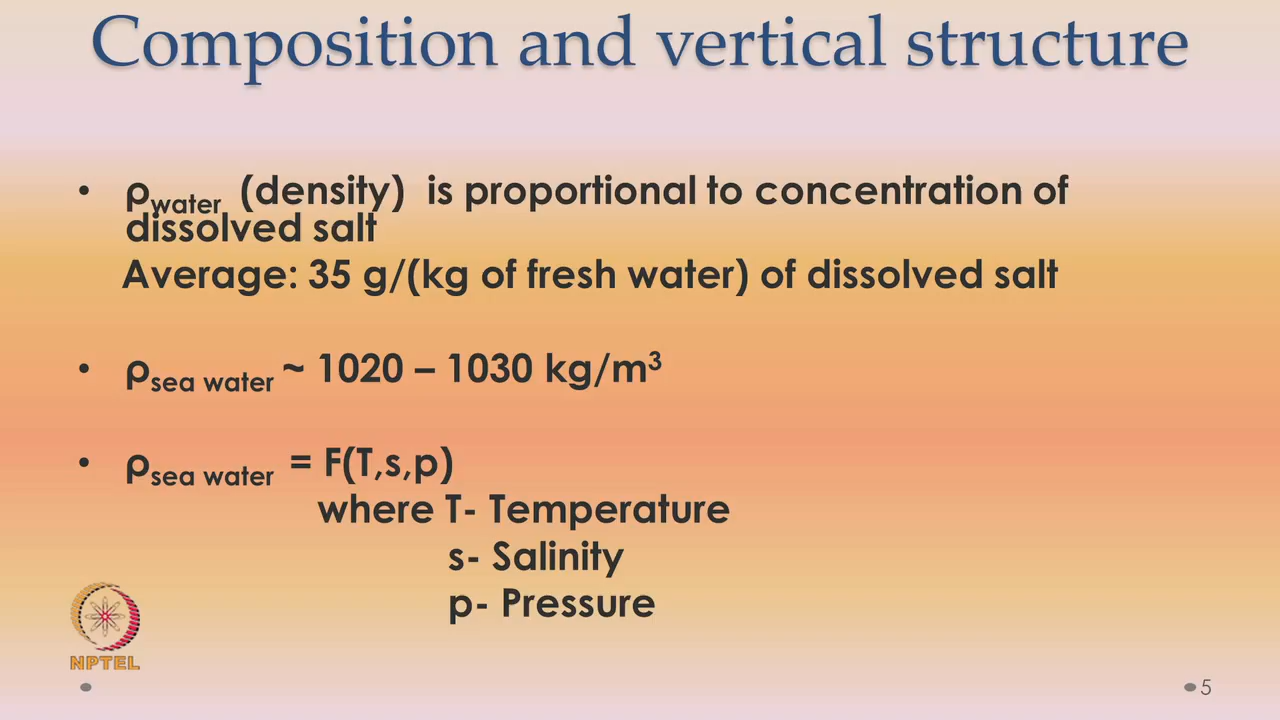 Composition and vertical structure
• ρwater (density) is proportional to concentration of
dissolved salt
Average: 35 g/(kg of fresh water) of dissolved salt
• ρsea water ~ 1020 – 1030 kg/m³
• ρsea water = F(T,s,p)
where T- Temperature
s- Salinity
p- Pressure
NPTEL
5